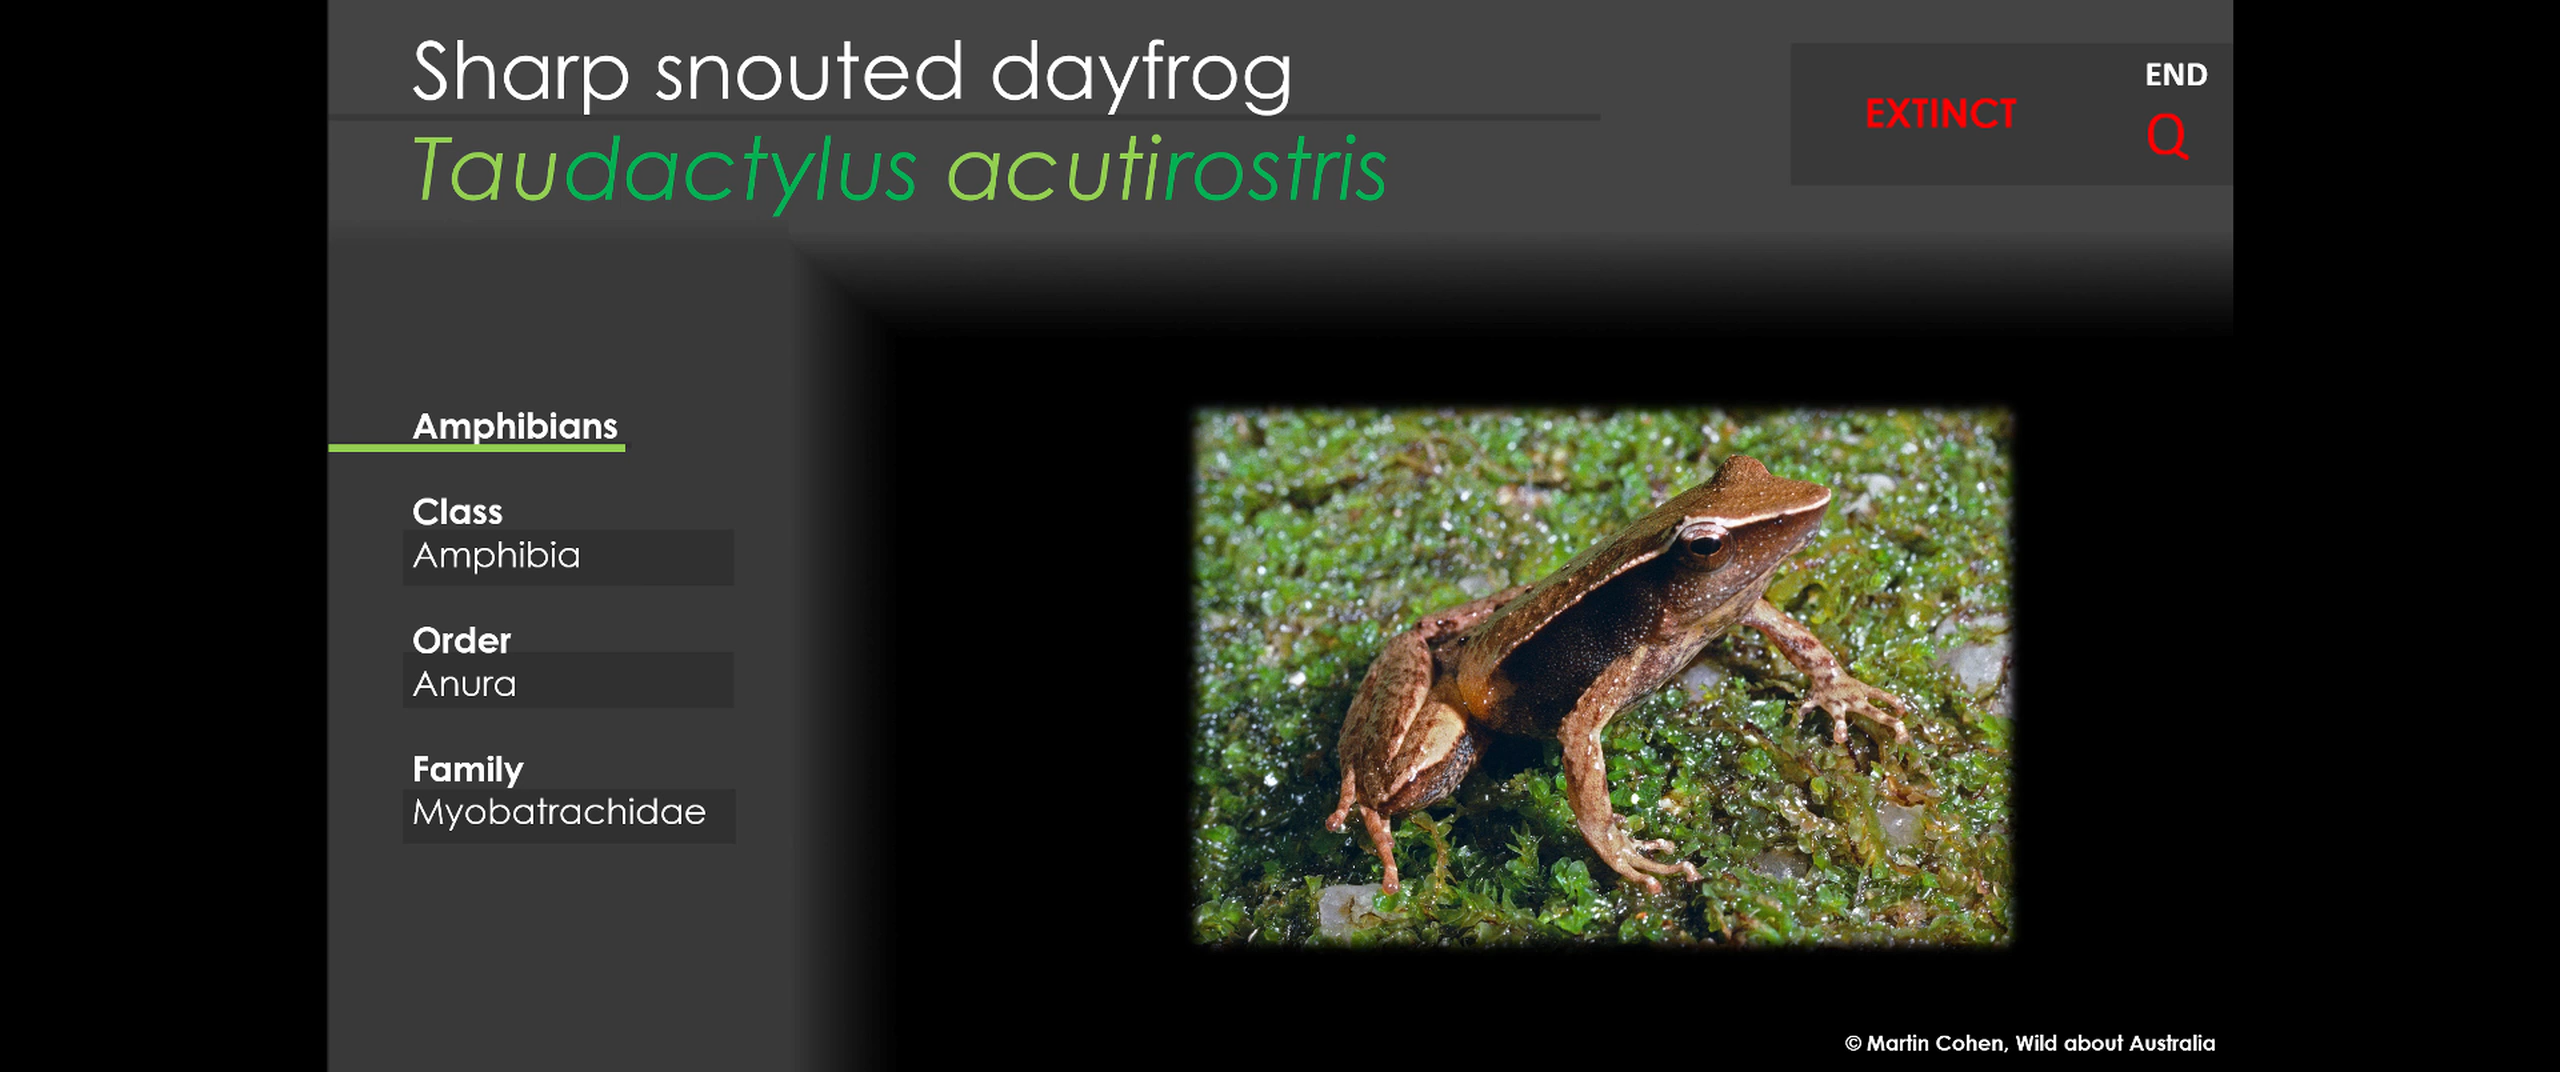 Sharp snouted dayfrog
Taudactylus acutirostris
EXTINCT
END
Q
Amphibians
Class
Amphibia
Order
Anura
Family
Myobatrachidae
© Martin Cohen, Wild about Australia